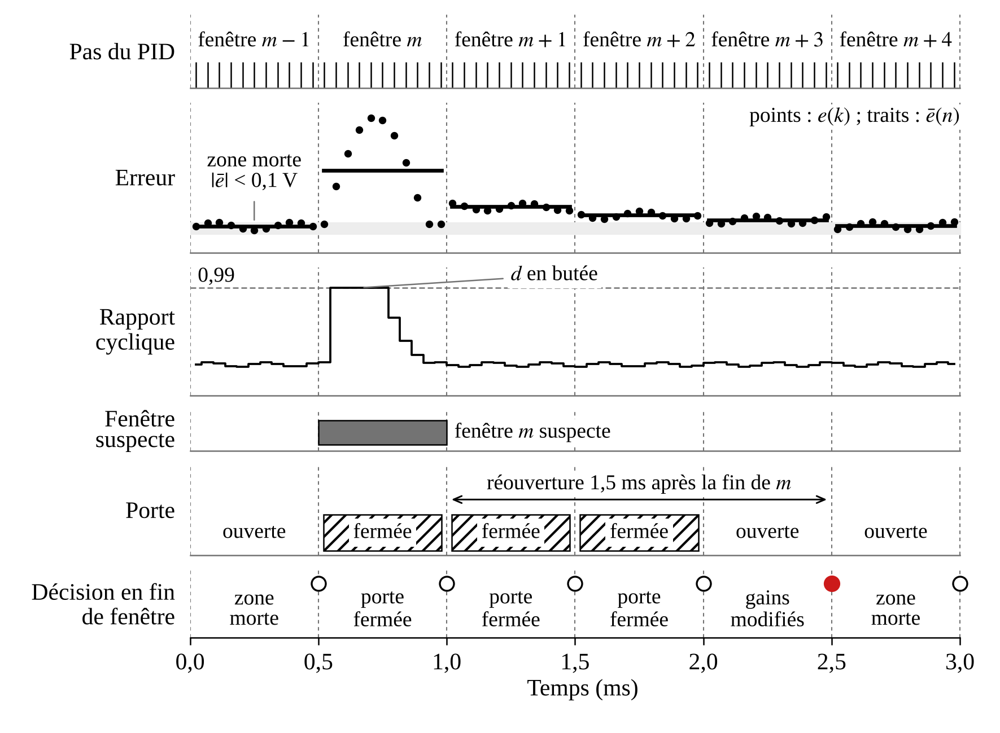 Pas du PID
fenêtre m − 1
fenêtre m
fenêtre m + 1
fenêtre m + 2
fenêtre m + 3
fenêtre m + 4
Erreur
points : e(k) ; traits : ē(n)
zone morte
|ē| < 0,1 V
Rapport
cyclique
0,99
d en butée
Fenêtre
suspecte
fenêtre m suspecte
Porte
réouverture 1,5 ms après la fin de m
ouverte
fermée
fermée
fermée
ouverte
ouverte
Décision en fin
de fenêtre
zone
morte
porte
fermée
porte
fermée
porte
fermée
gains
modifiés
zone
morte
0,0
0,5
1,0
1,5
2,0
2,5
3,0
Temps (ms)